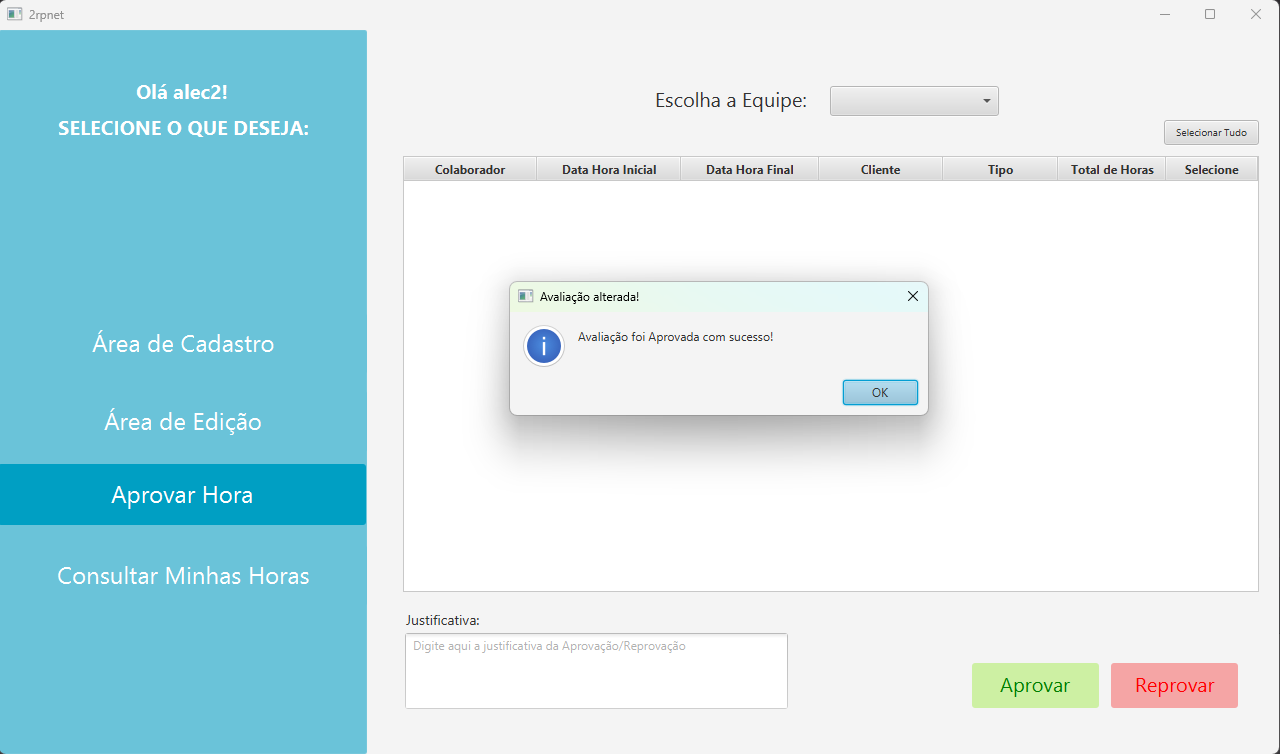 2rpnet
Olá alec2!
SELECIONE O QUE DESEJA:
Área de Cadastro
Área de Edição
Aprovar Hora
Consultar Minhas Horas
Escolha a Equipe:
Selecionar Tudo
Colaborador Data Hora Inicial Data Hora Final Cliente Tipo Total de Horas Selecione
Avaliação alterada!
Avaliação foi Aprovada com sucesso!
OK
Justificativa:
Digite aqui a justificativa da Aprovação/Reprovação
Aprovar Reprovar